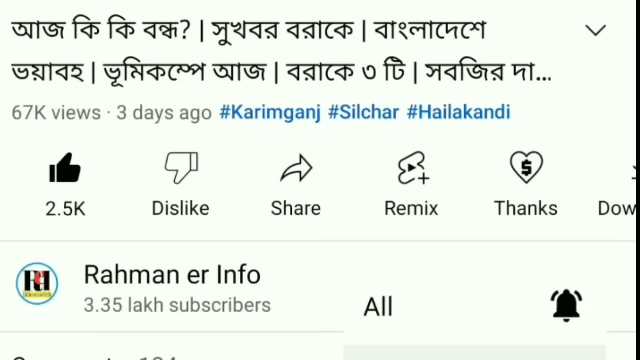 আজ কি কি বন্ধ? | সুখবর বরাকে | বাংলাদেশে
ভয়াবহ | ভূমিকম্পে আজ | বরাকে ৩ টি | সবজির দা...
67K views · 3 days ago #Karimganj #Silchar #Hailakandi
2.5K Dislike Share Remix Thanks Dow
Rahman er Info
3.35 lakh subscribers
All